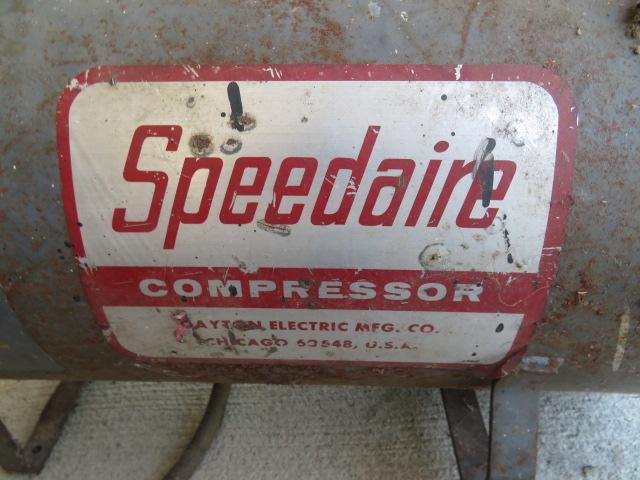 Speedaire
COMPRESSOR
DAYTON ELECTRIC MFG. CO.
CHICAGO 60648, U.S.A.